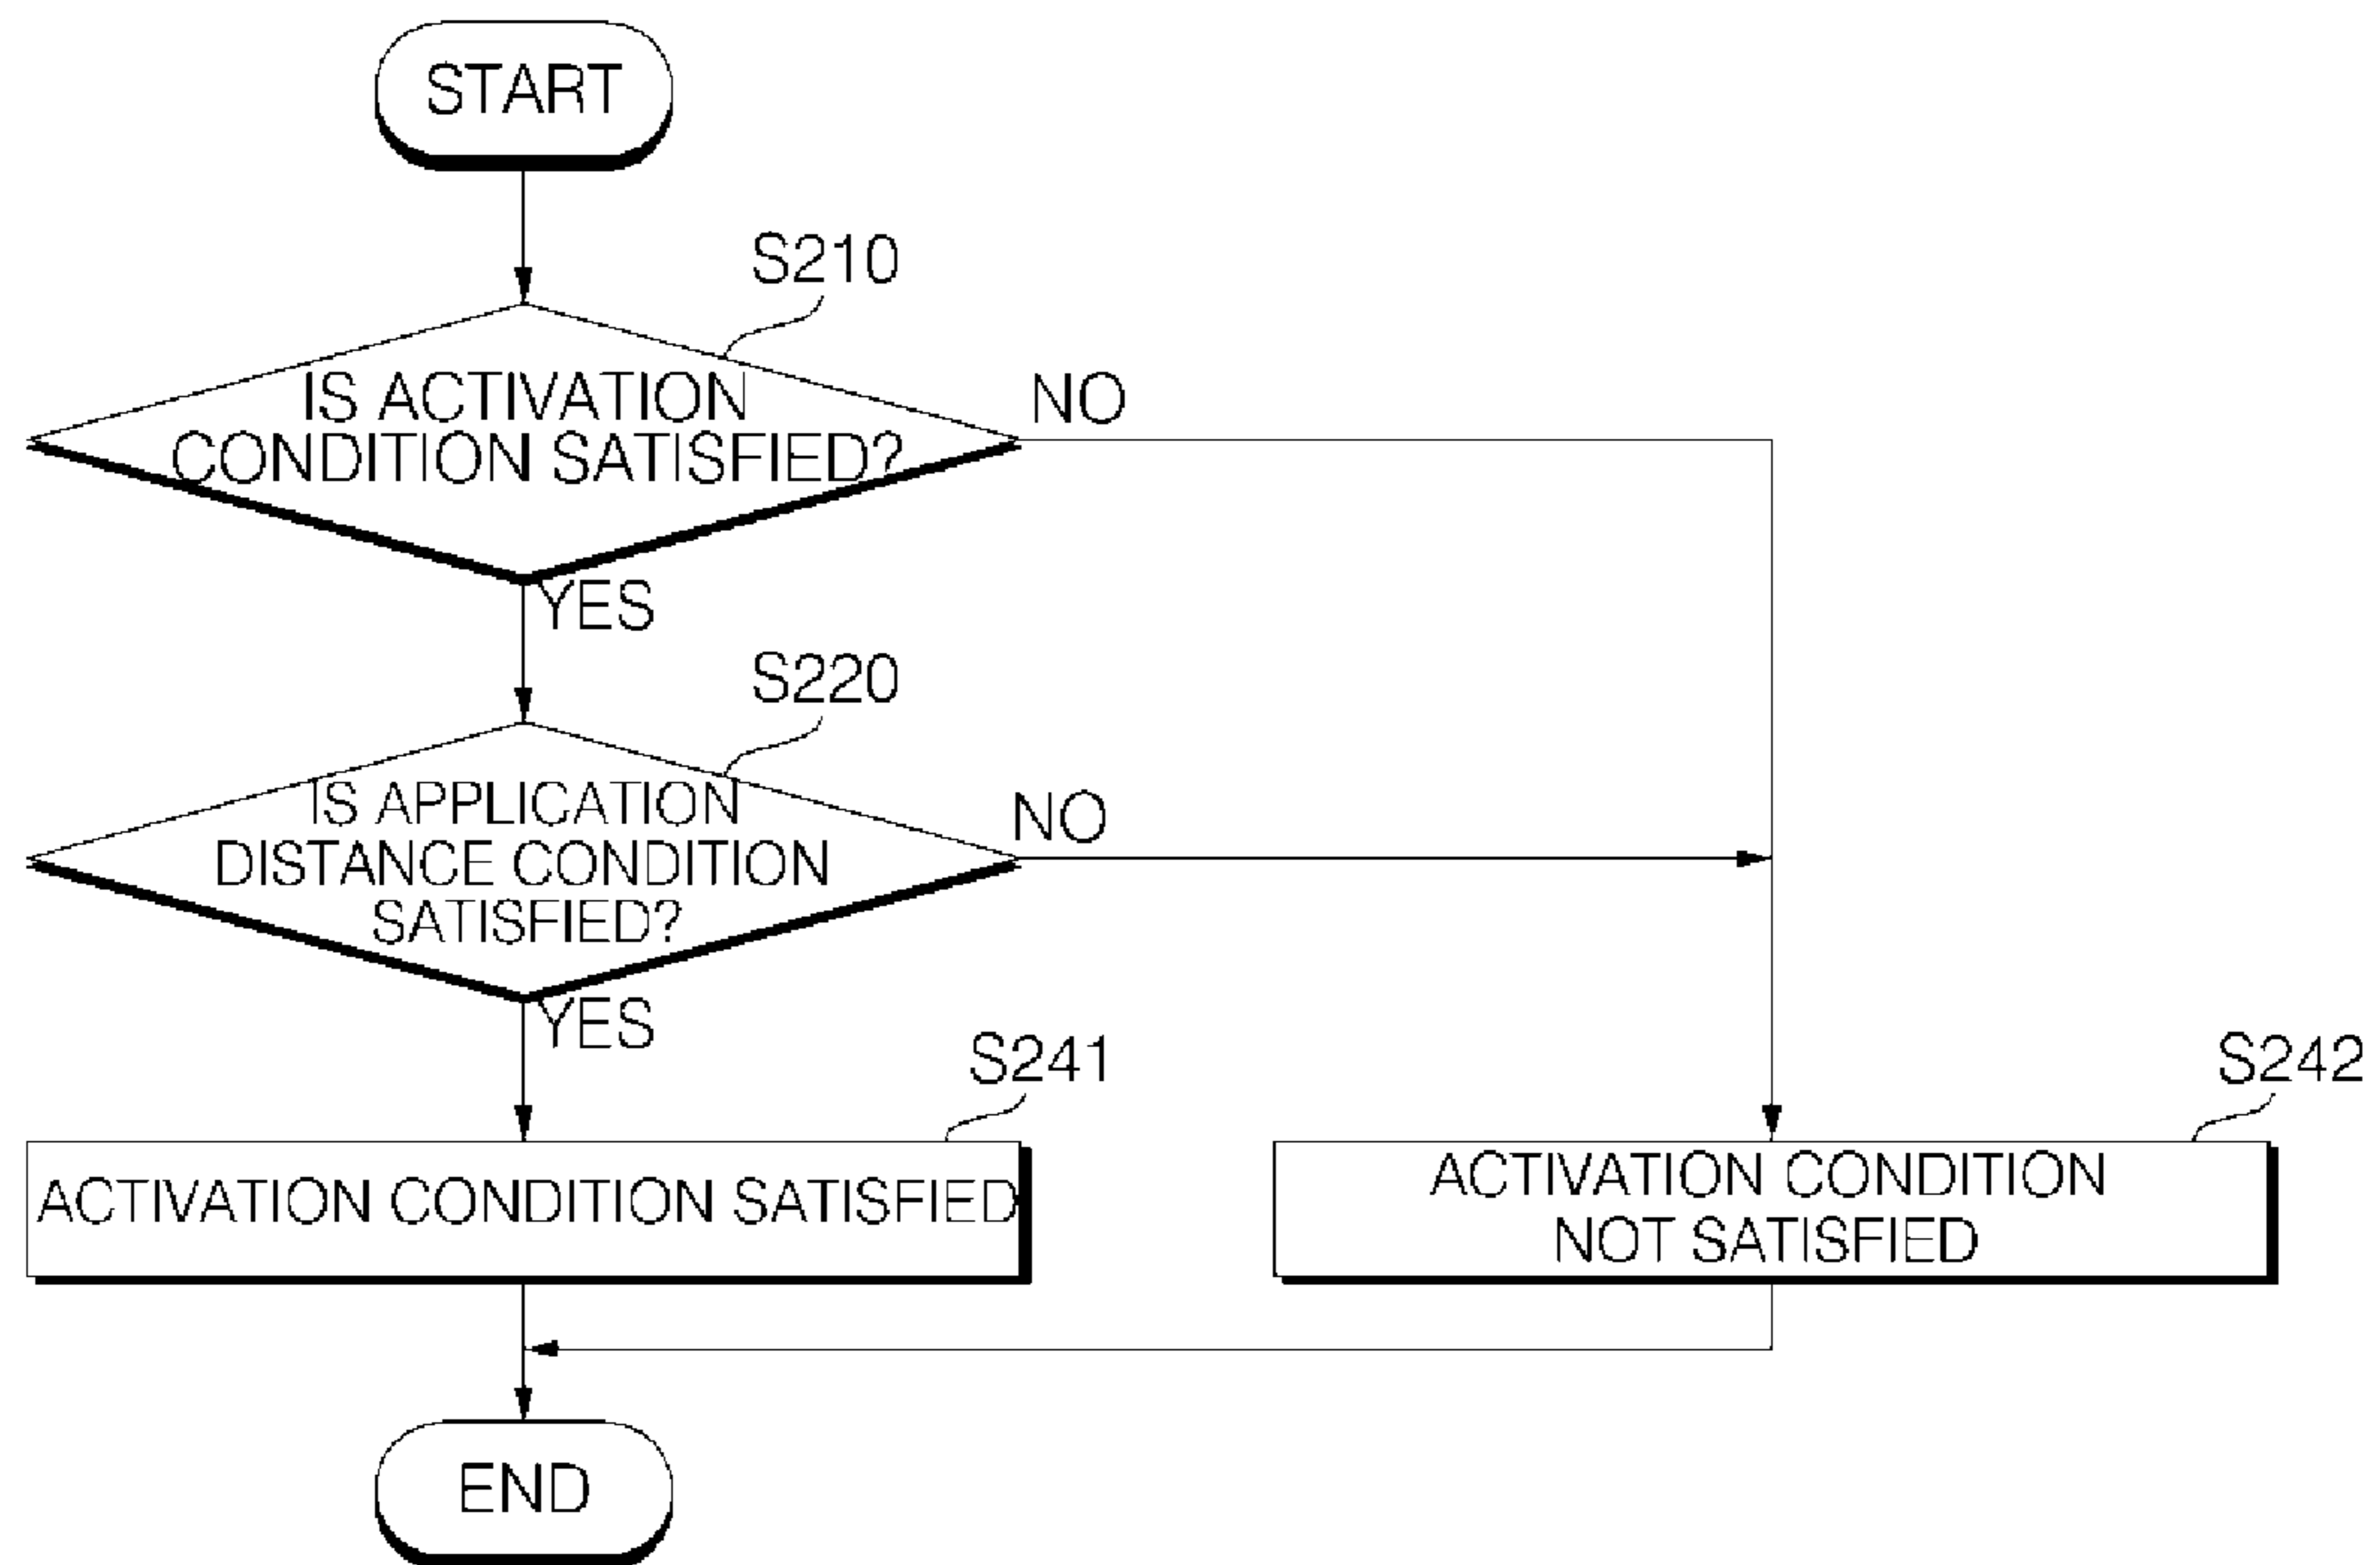 START
S210
IS ACTIVATION
CONDITION SATISFIED?
NO
YES
S220
IS APPLICATION
DISTANCE CONDITION
SATISFIED?
NO
YES
S241
ACTIVATION CONDITION SATISFIED
S242
ACTIVATION CONDITION
NOT SATISFIED
END